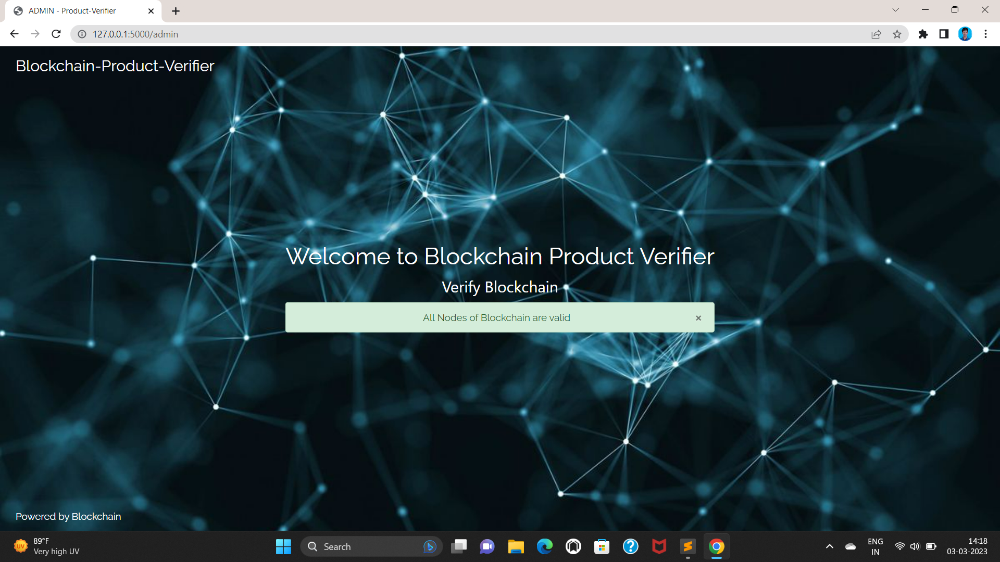 ADMIN - Product-Verifier
127.0.0.1:5000/admin
Blockchain-Product-Verifier
Welcome to Blockchain Product Verifier
Verify Blockchain
All Nodes of Blockchain are valid
Powered by Blockchain
UV
89°F
Very high UV
Search
ENG
IN
14:18
03-03-2023